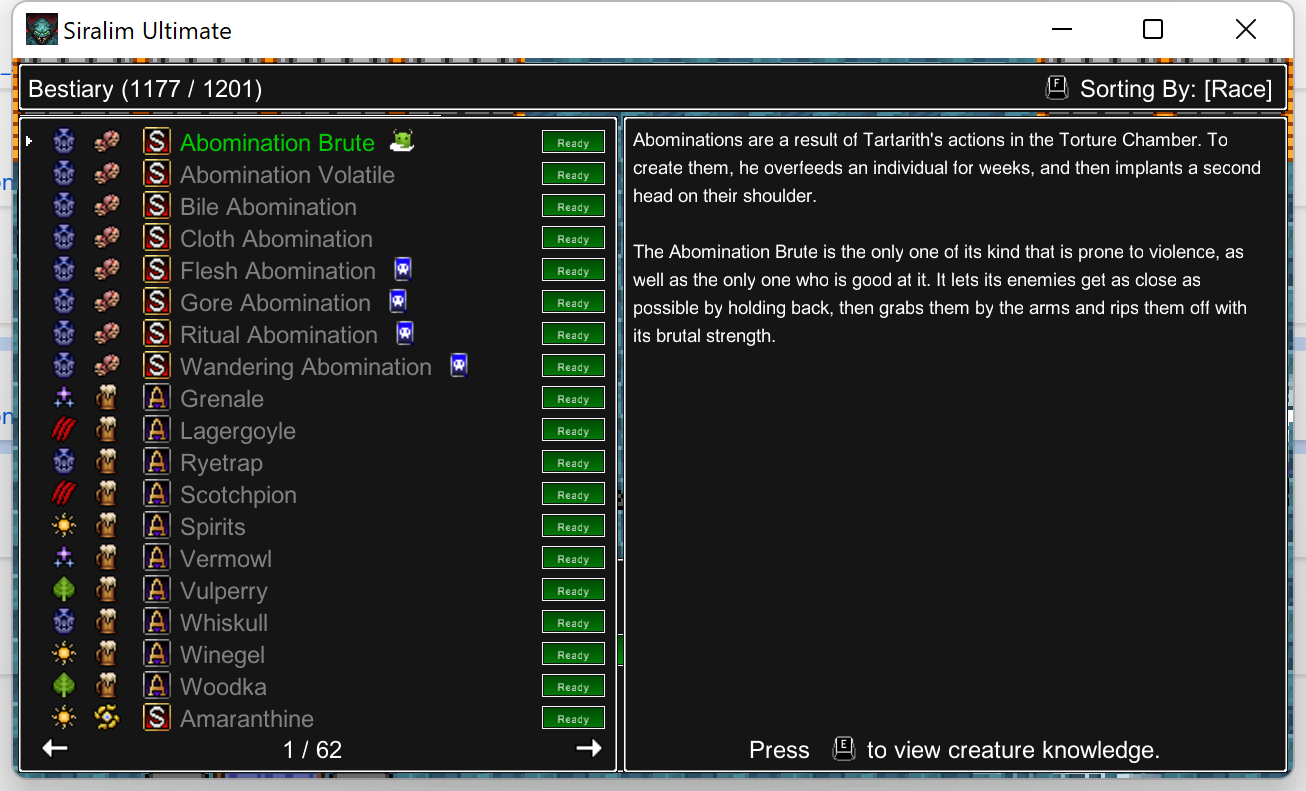 Siralim Ultimate
Bestiary (1177 / 1201)
F Sorting By: [Race]
S Abomination Brute Ready
S Abomination Volatile Ready
S Bile Abomination Ready
S Cloth Abomination Ready
S Flesh Abomination Ready
S Gore Abomination Ready
S Ritual Abomination Ready
S Wandering Abomination Ready
A Grenale Ready
A Lagergoyle Ready
A Ryetrap Ready
A Scotchpion Ready
A Spirits Ready
A Vermowl Ready
A Vulperry Ready
A Whiskull Ready
A Winegel Ready
A Woodka Ready
S Amaranthine Ready
1 / 62
Abominations are a result of Tartarith's actions in the Torture Chamber. To
create them, he overfeeds an individual for weeks, and then implants a second
head on their shoulder.
The Abomination Brute is the only one of its kind that is prone to violence, as
well as the only one who is good at it. It lets its enemies get as close as
possible by holding back, then grabs them by the arms and rips them off with
its brutal strength.
Press E to view creature knowledge.